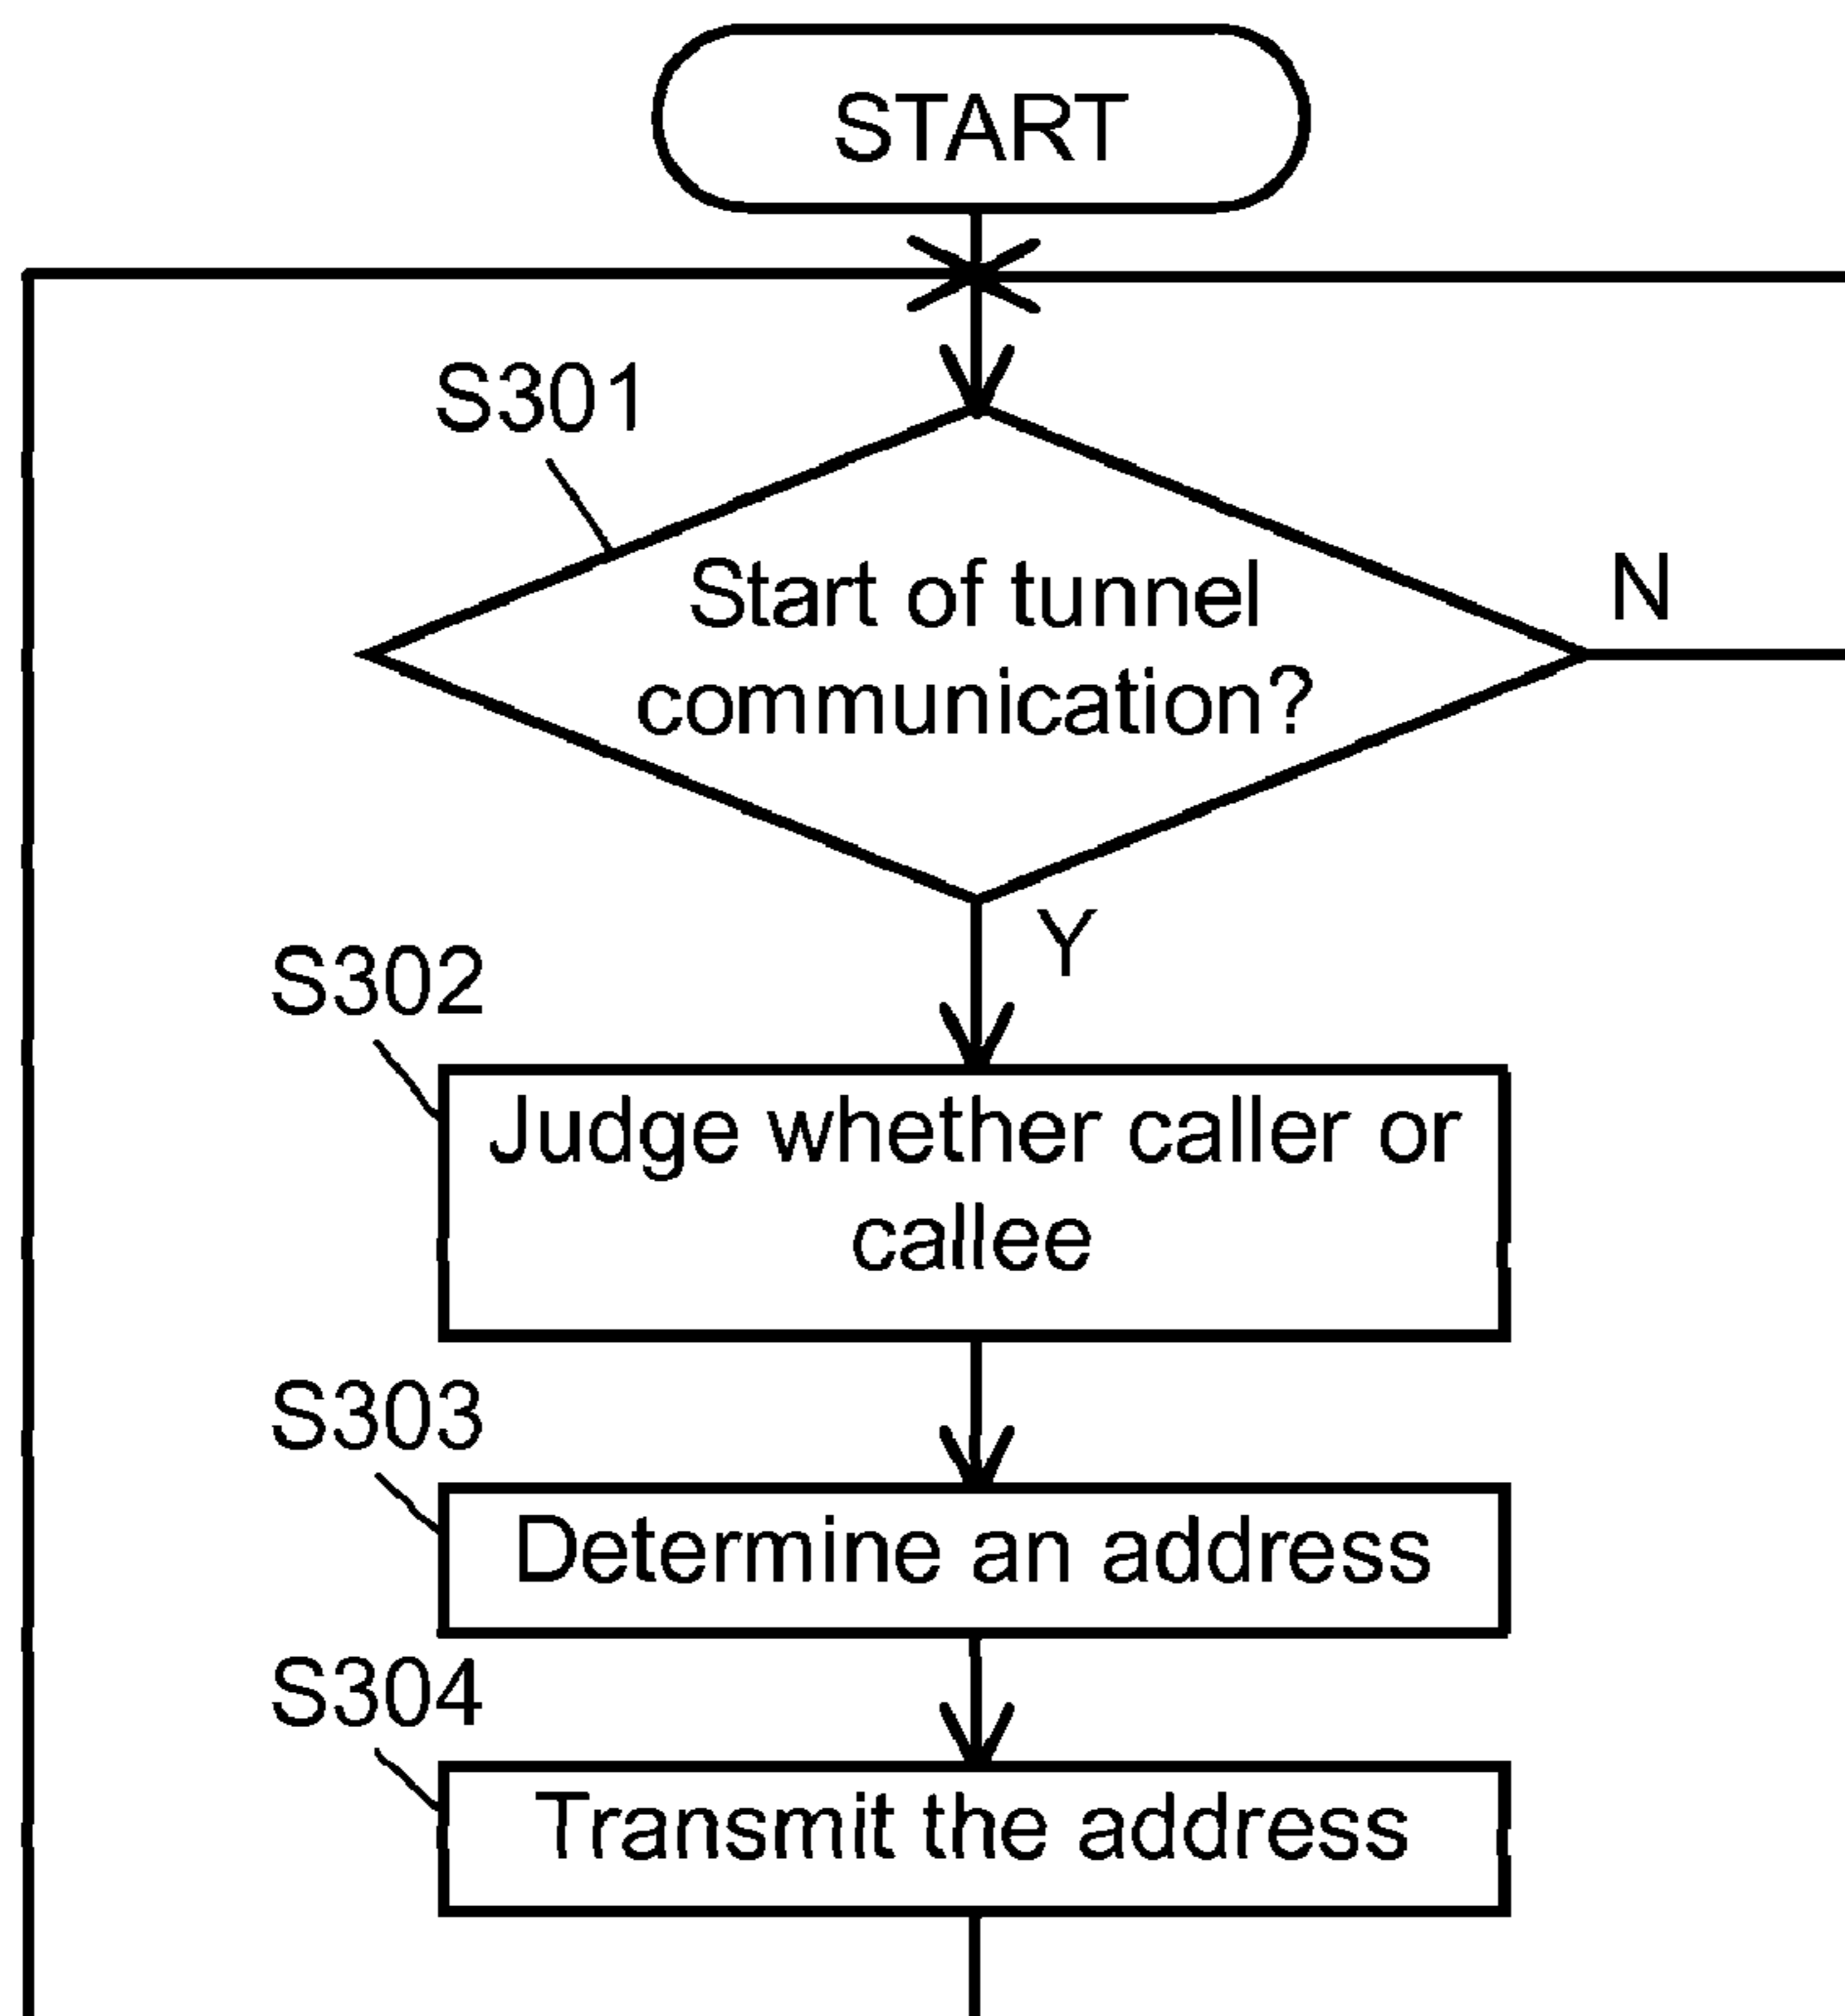 START
S301
Start of tunnel
communication?
N
Y
S302
Judge whether caller or
callee
S303
Determine an address
S304
Transmit the address